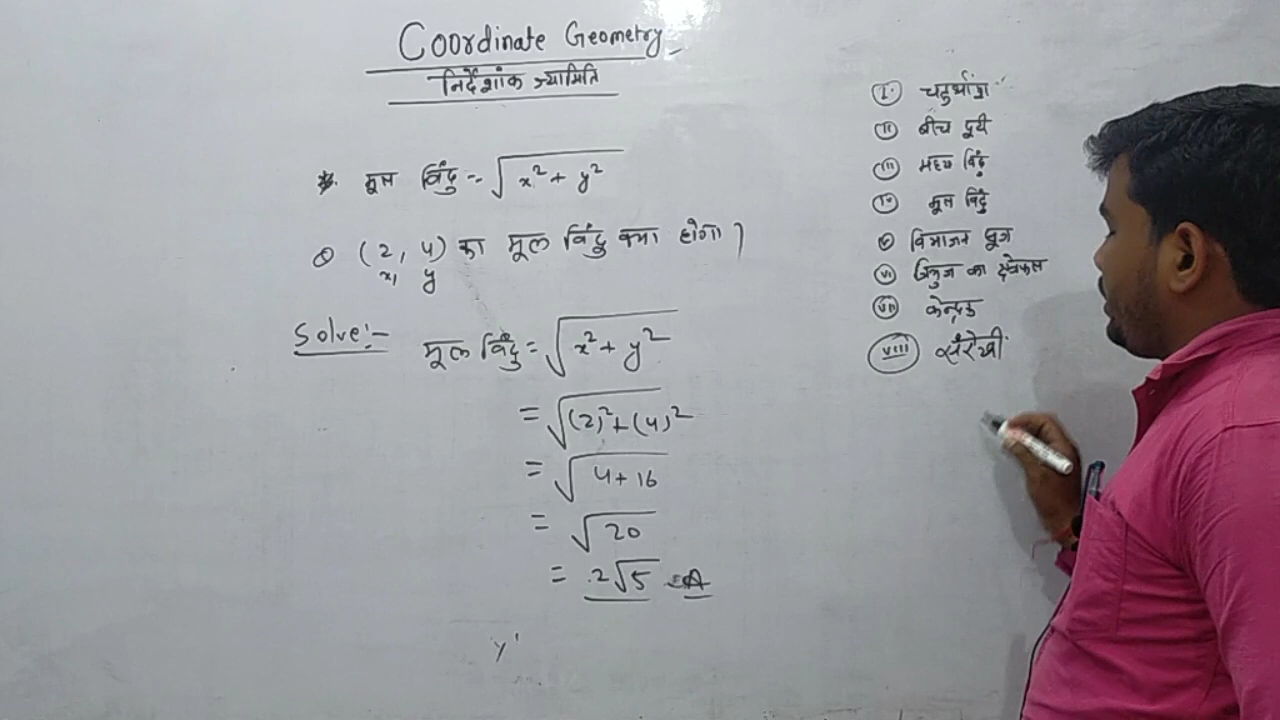 Coordinate Geometry
निर्देशांक ज्यामिति
* मूल बिंदु = √x² + y²
(2, 4) का मूल बिंदु क्या होगा
x, y
Solve:-
मूल बिंदु = √x² + y²
= √(2)² + (4)²
= √4 + 16
= √20
= 2√5 A
y'
(I) चतुर्थांश
(II) बीच दूरी
(III) मध्य बिंदु
(IV) मूल बिंदु
(V) विभाजन सूत्र
(VI) त्रिभुज का क्षेत्रफल
(VII) केन्द्रक
(VIII) संरेखी